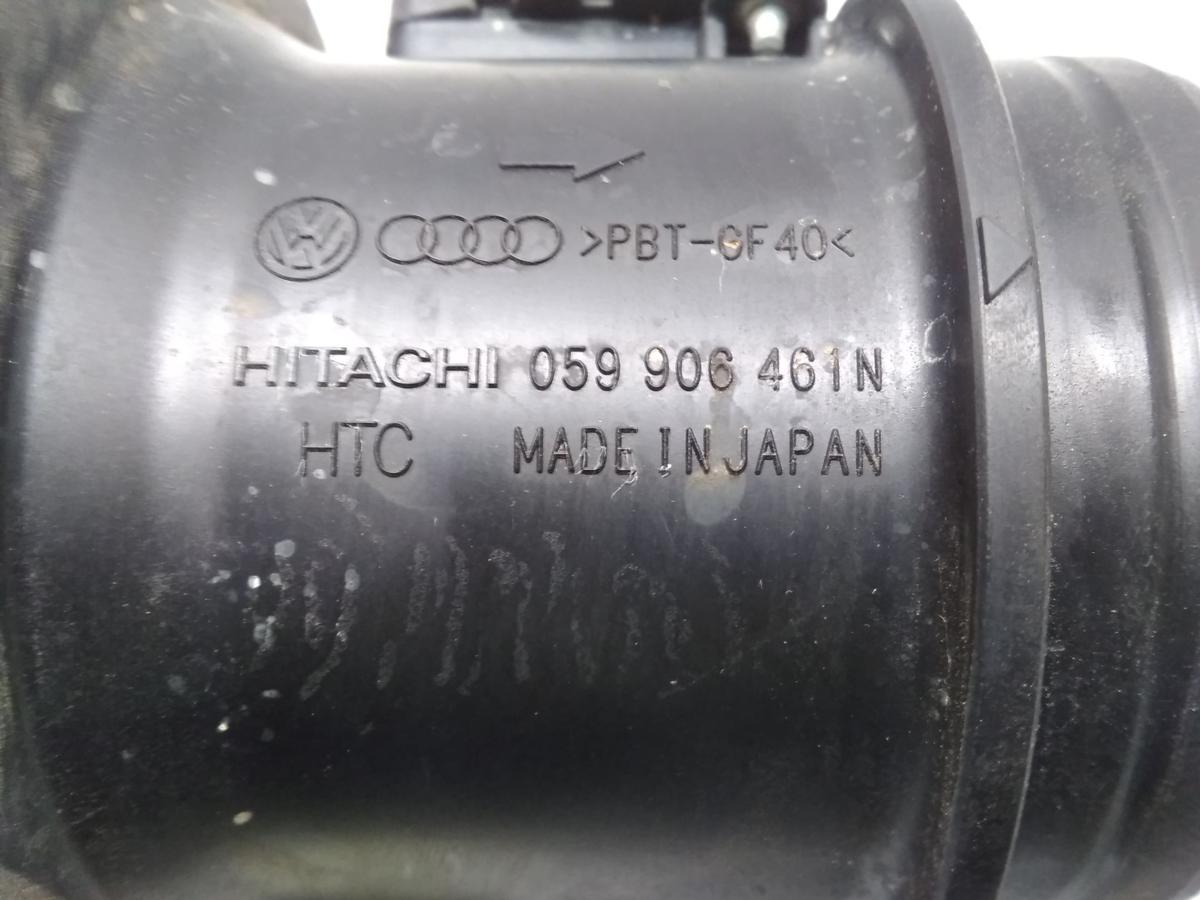 >PBT-GF40<
HITACHI 059 906 461N
HTC MADE IN JAPAN